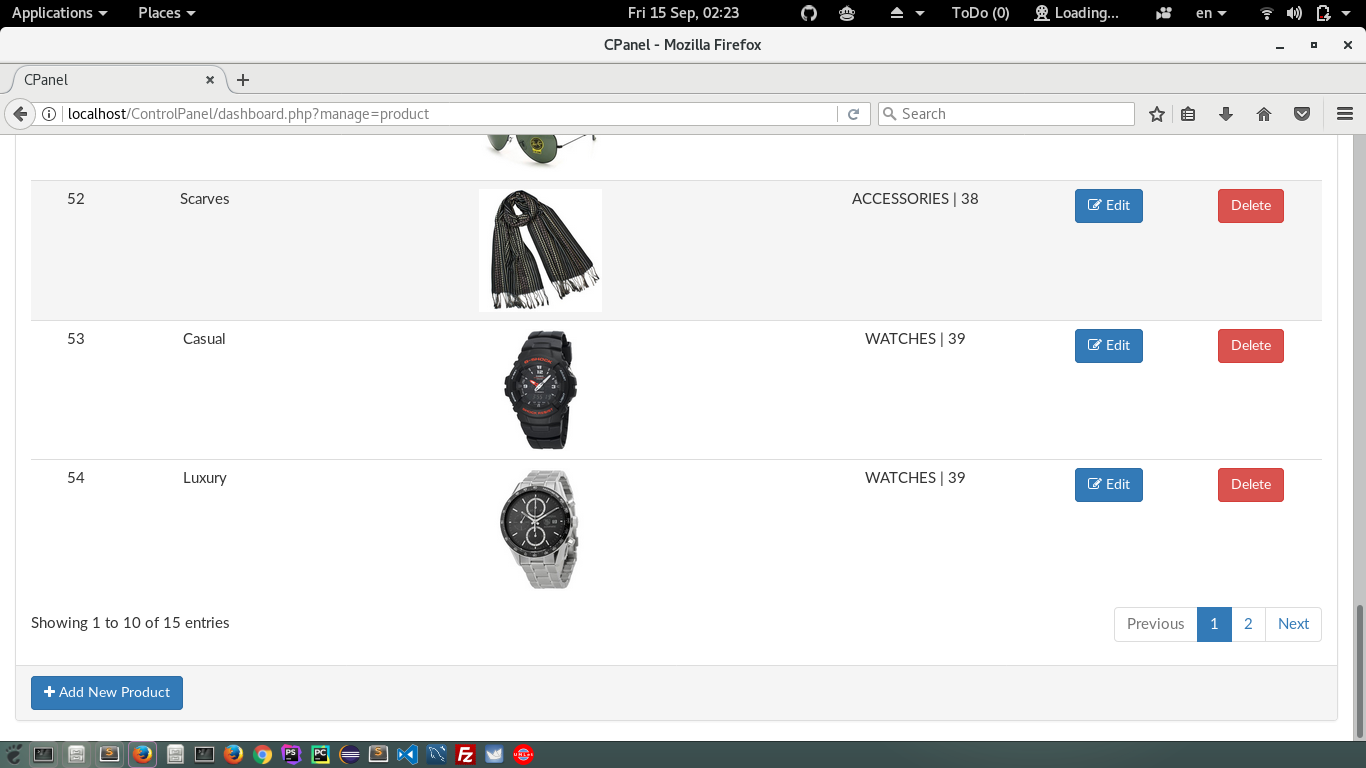 Applications Places Fri 15 Sep, 02:23 ToDo (0) Loading... en
CPanel - Mozilla Firefox
CPanel
localhost/ControlPanel/dashboard.php?manage=product Search
52 Scarves ACCESSORIES | 38 Edit Delete
53 Casual WATCHES | 39 Edit Delete
G-SHOCK
54 Luxury WATCHES | 39 Edit Delete
Showing 1 to 10 of 15 entries Previous 1 2 Next
Add New Product